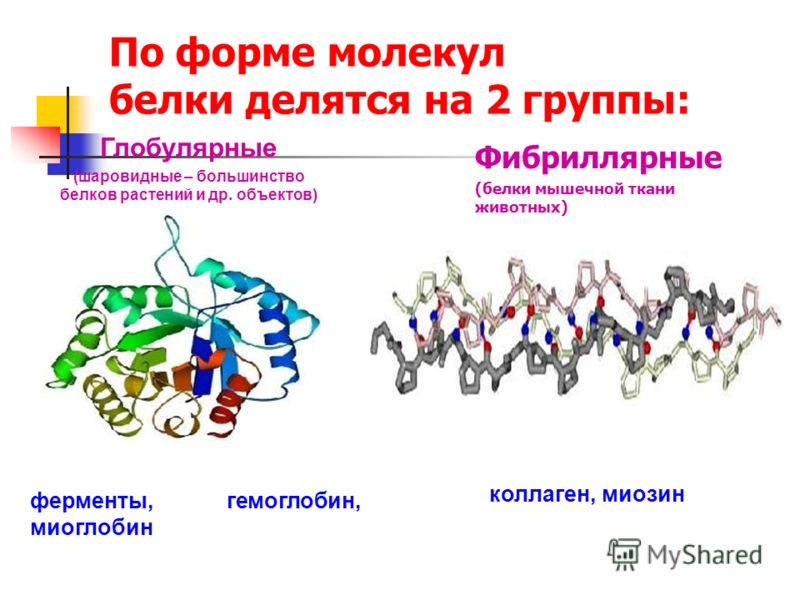 По форме молекул
белки делятся на 2 группы:
Глобулярные
(шаровидные – большинство
белков растений и др. объектов)
Фибриллярные
(белки мышечной ткани
животных)
ферменты, гемоглобин,
миоглобин
коллаген, миозин
MyShared